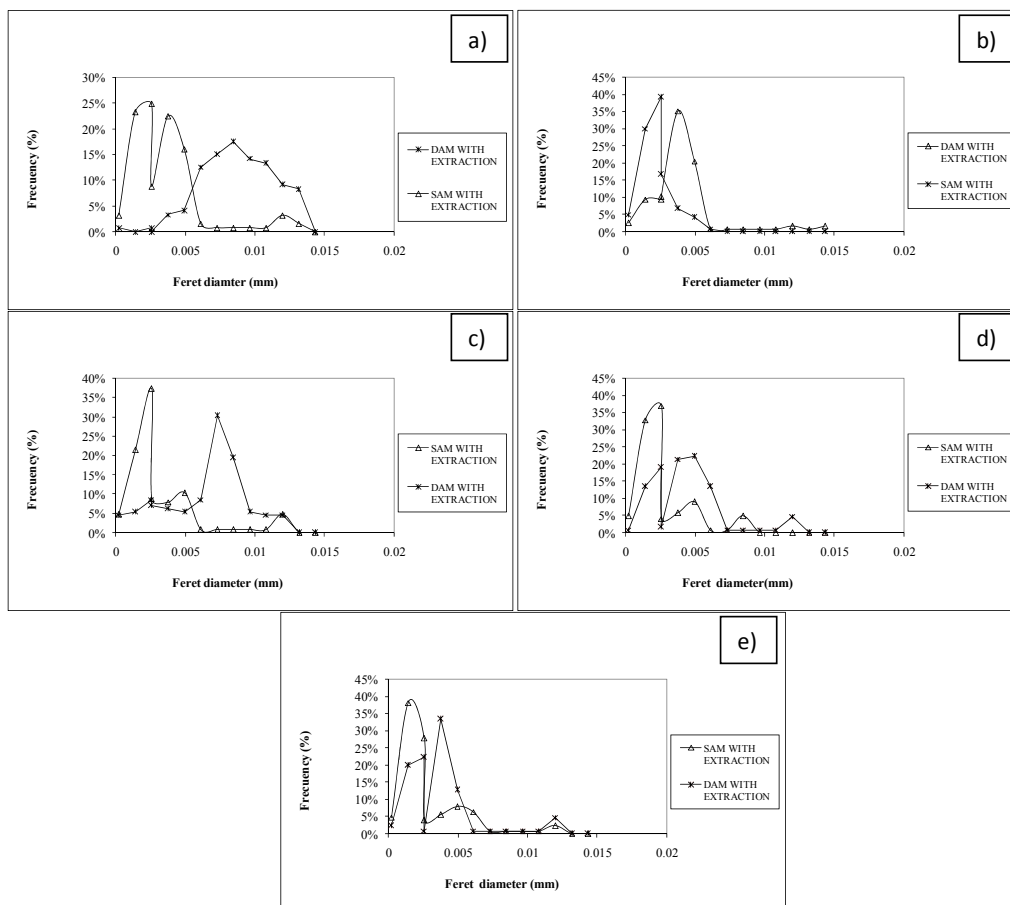 a)
30%
25%
20%
15%
10%
5%
0%
Frecuency (%)
0 0.005 0.01 0.015 0.02
Feret diamter (mm)
DAM WITH
EXTRACTION
SAM WITH
EXTRACTION
b)
45%
40%
35%
30%
25%
20%
15%
10%
5%
0%
Frecuency (%)
0 0.005 0.01 0.015 0.02
Feret diameter (mm)
DAM WITH
EXTRACTION
SAM WITH
EXTRACTION
c)
40%
35%
30%
25%
20%
15%
10%
5%
0%
Frecuency (%)
0 0.005 0.01 0.015 0.02
Feret diameter (mm)
SAM WITH
EXTRACTION
DAM WITH
EXTRACTION
d)
45%
40%
35%
30%
25%
20%
15%
10%
5%
0%
Frecuency (%)
0 0.005 0.01 0.015 0.02
Feret diameter(mm)
SAM WITH
EXTRACTION
DAM WITH
EXTRACTION
e)
45%
40%
35%
30%
25%
20%
15%
10%
5%
0%
Frecuency (%)
0 0.005 0.01 0.015 0.02
Feret diameter (mm)
SAM WITH
EXTRACTION
DAM WITH
EXTRACTION